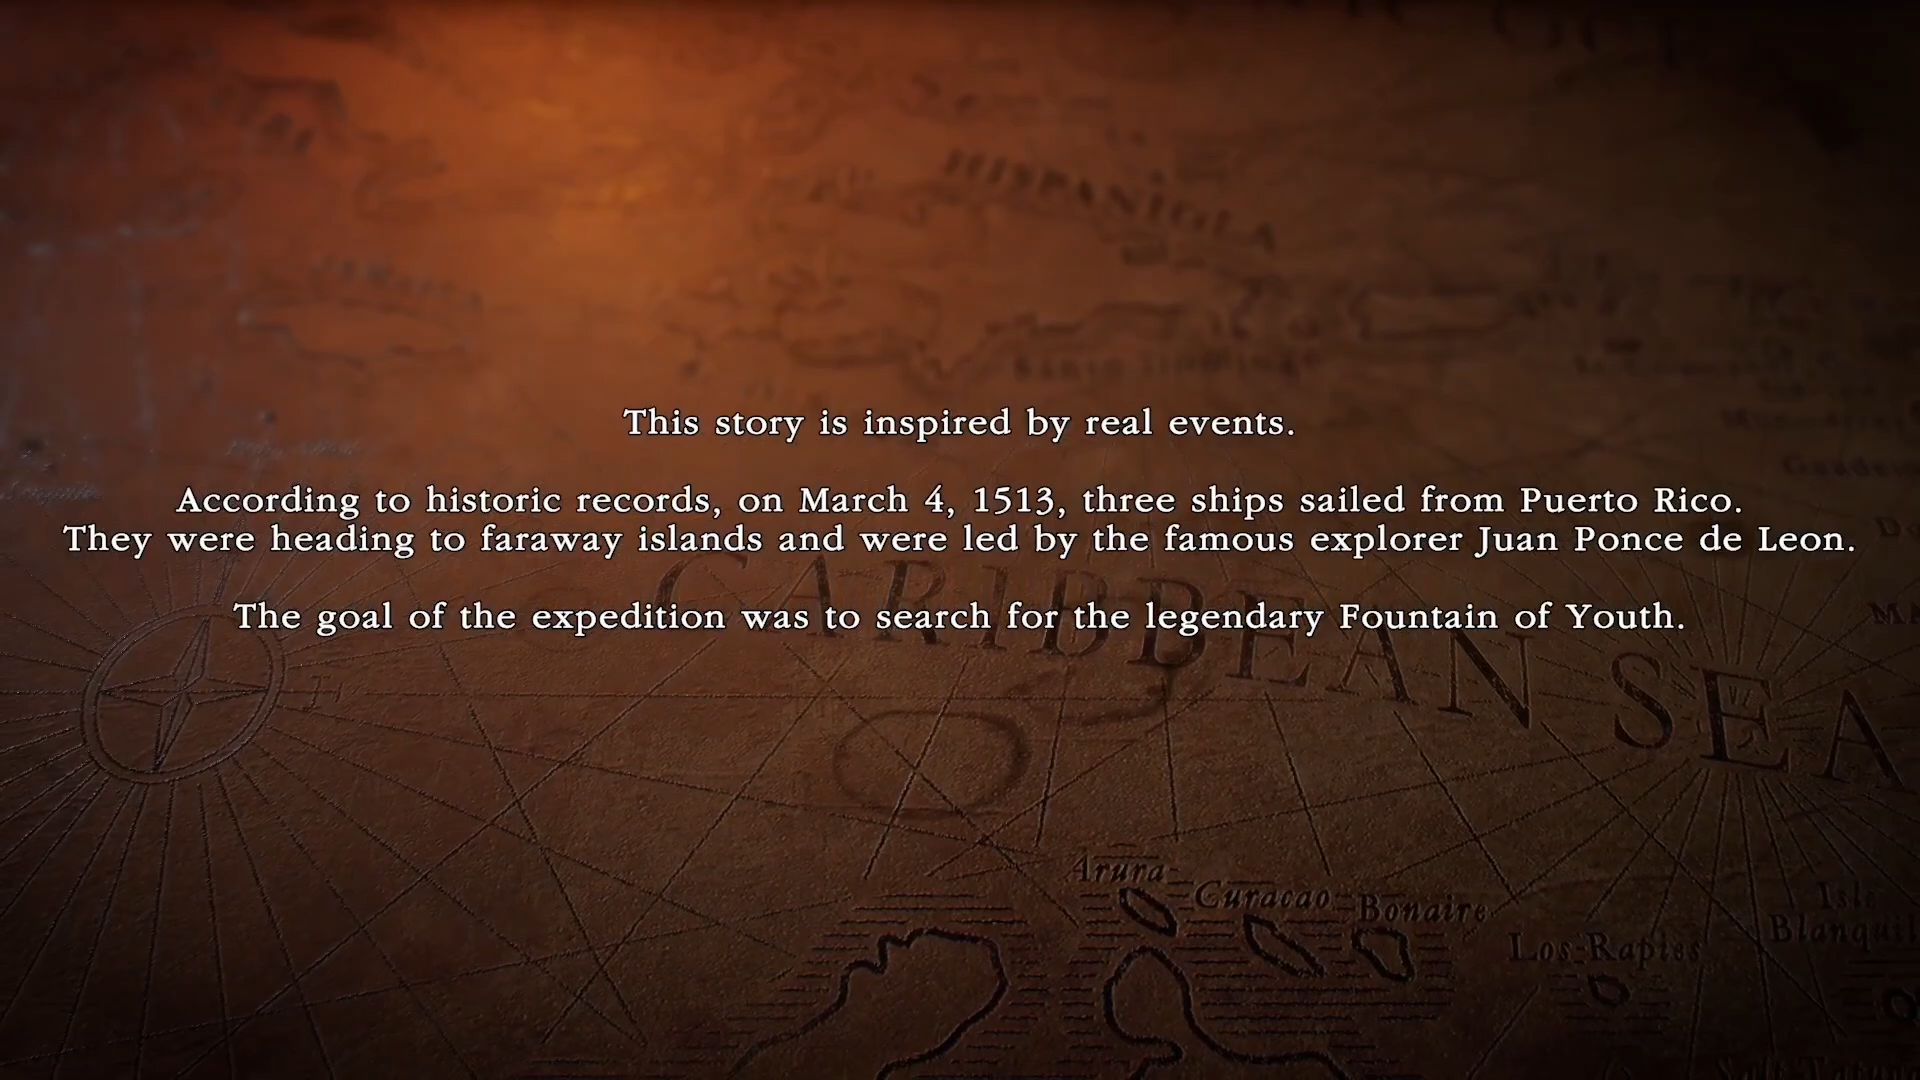 HISPANIOLA
This story is inspired by real events.
According to historic records, on March 4, 1513, three ships sailed from Puerto Rico.
They were heading to faraway islands and were led by the famous explorer Juan Ponce de Leon.
The goal of the expedition was to search for the legendary Fountain of Youth.
CARIBBEAN SEA
Arura
Curacao
Bonaire
Los-Rapies
Isle